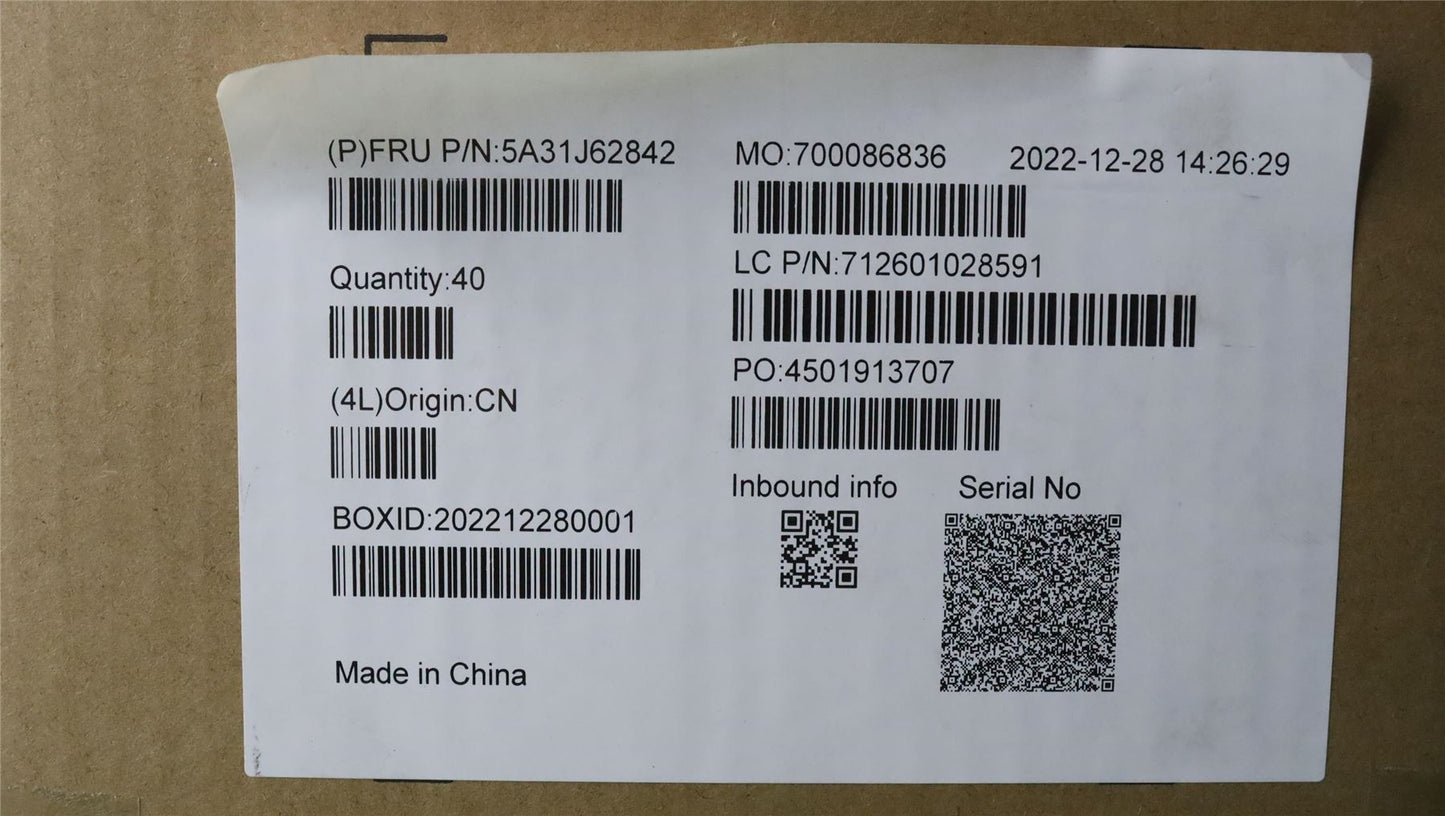 (P)FRU P/N:5A31J62842
Quantity:40
(4L)Origin:CN
BOXID:202212280001
Made in China
MO:700086836 2022-12-28 14:26:29
LC P/N:712601028591
PO:4501913707
Inbound info Serial No